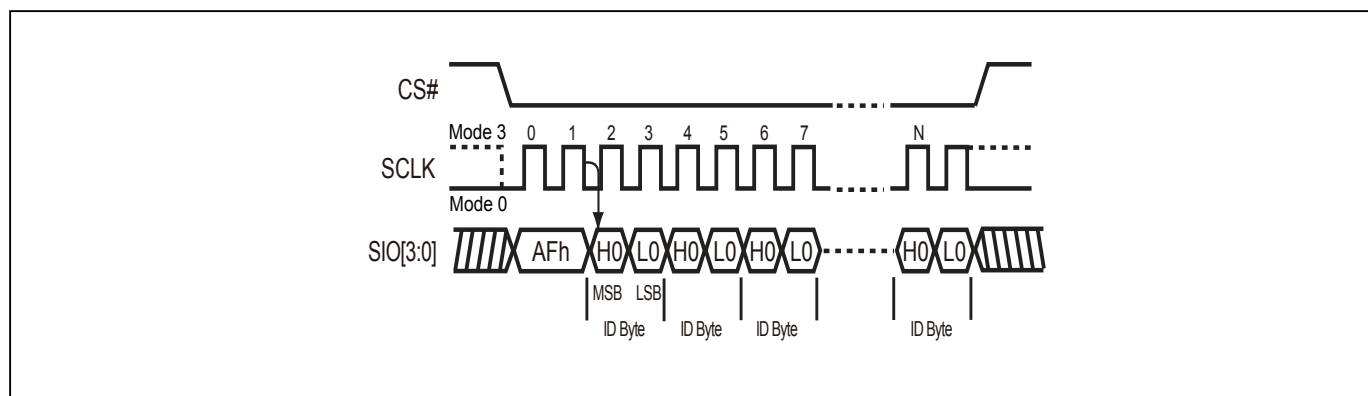 CS#
Mode 3 0 1 2 3 4 5 6 7 N
SCLK
Mode 0
SIO[3:0] AFh H0 L0 H0 L0 H0 L0 H0 L0
MSB LSB
ID Byte ID Byte ID Byte ID Byte